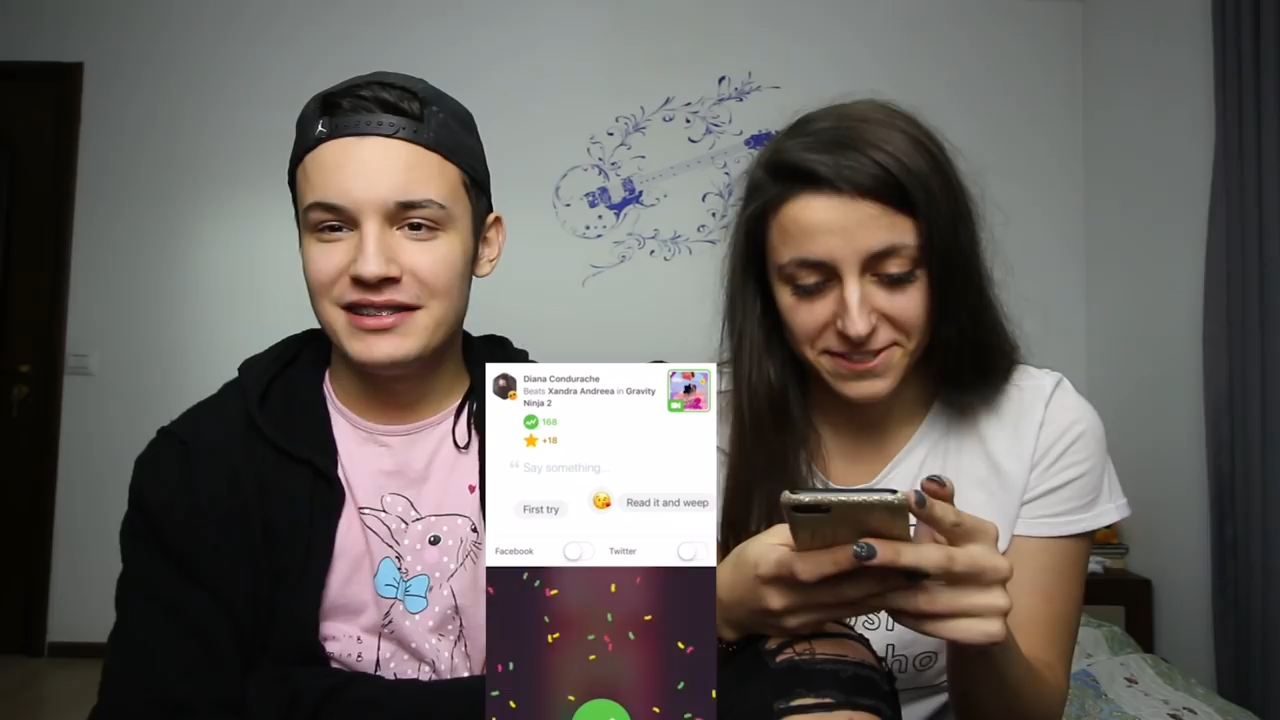 Diana Condurache
Beats Xandra Andreea in Gravity
Ninja 2
168
+18
Say something...
First try
Read it and weep
Facebook
Twitter